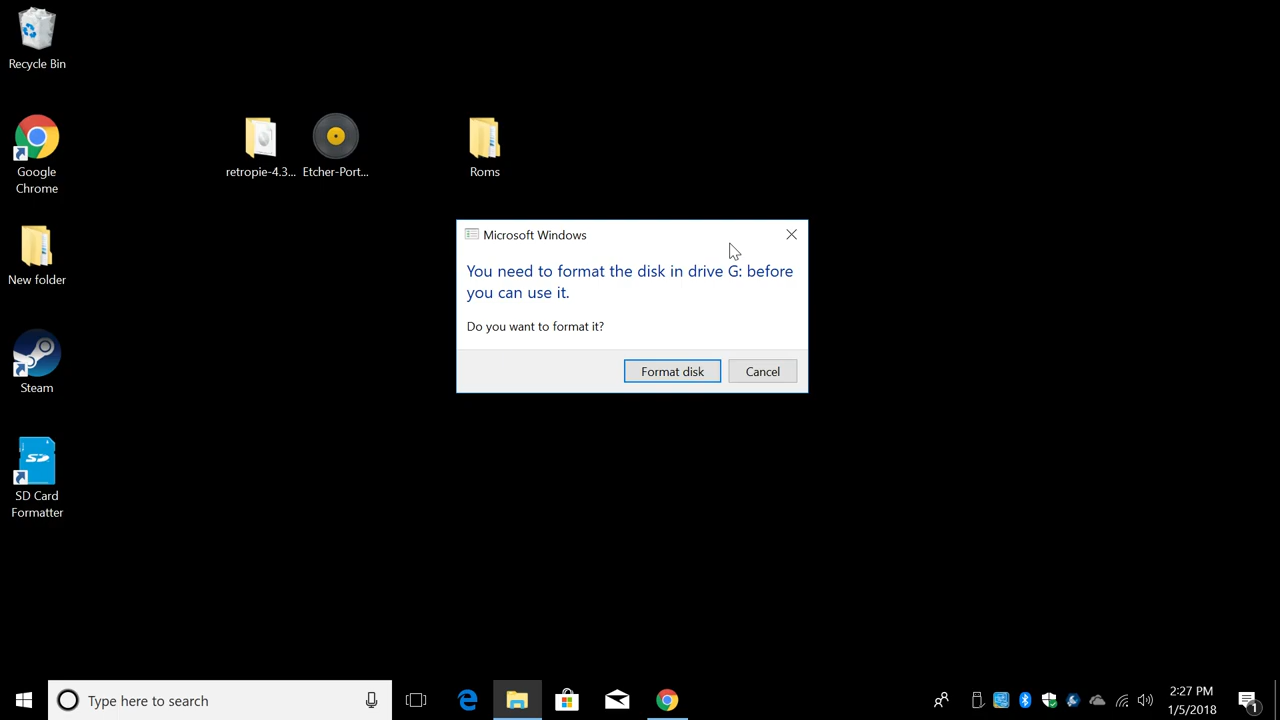 Recycle Bin
Google
Chrome
New folder
Steam
SD Card
Formatter
retropie-4.3...
Etcher-Port...
Roms
Microsoft Windows
You need to format the disk in drive G: before
you can use it.
Do you want to format it?
Format disk
Cancel
Type here to search
2:27 PM
1/5/2018
1